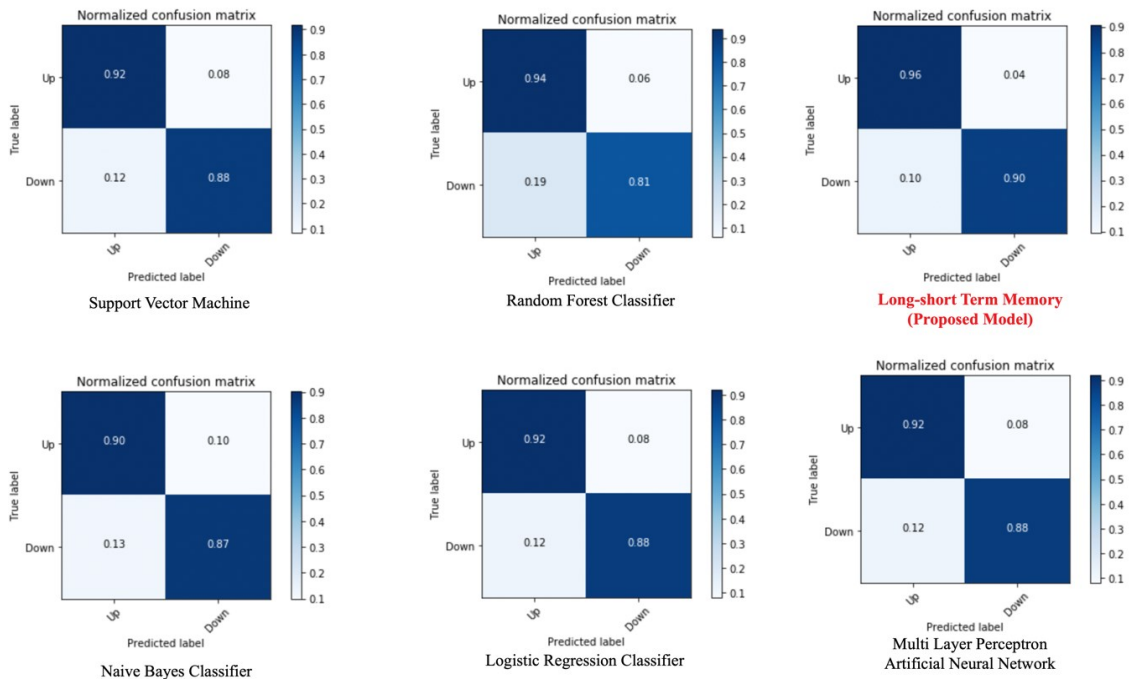 Normalized confusion matrix
True label
Up
0.92
0.08
Down
0.12
0.88
Up
Down
Predicted label
0.9
0.8
0.7
0.6
0.5
0.4
0.3
0.2
0.1
Support Vector Machine
Normalized confusion matrix
True label
Up
0.94
0.06
Down
0.19
0.81
Up
Down
Predicted label
0.9
0.8
0.7
0.6
0.5
0.4
0.3
0.2
0.1
Random Forest Classifier
Normalized confusion matrix
True label
Up
0.96
0.04
Down
0.10
0.90
Up
Down
Predicted label
0.9
0.8
0.7
0.6
0.5
0.4
0.3
0.2
0.1
Long-short Term Memory
(Proposed Model)
Normalized confusion matrix
True label
Up
0.90
0.10
Down
0.13
0.87
Up
Down
Predicted label
0.9
0.8
0.7
0.6
0.5
0.4
0.3
0.2
0.1
Naive Bayes Classifier
Normalized confusion matrix
True label
Up
0.92
0.08
Down
0.12
0.88
Up
Down
Predicted label
0.9
0.8
0.7
0.6
0.5
0.4
0.3
0.2
0.1
Logistic Regression Classifier
Normalized confusion matrix
True label
Up
0.92
0.08
Down
0.12
0.88
Up
Down
Predicted label
0.9
0.8
0.7
0.6
0.5
0.4
0.3
0.2
0.1
Multi Layer Perceptron
Artificial Neural Network